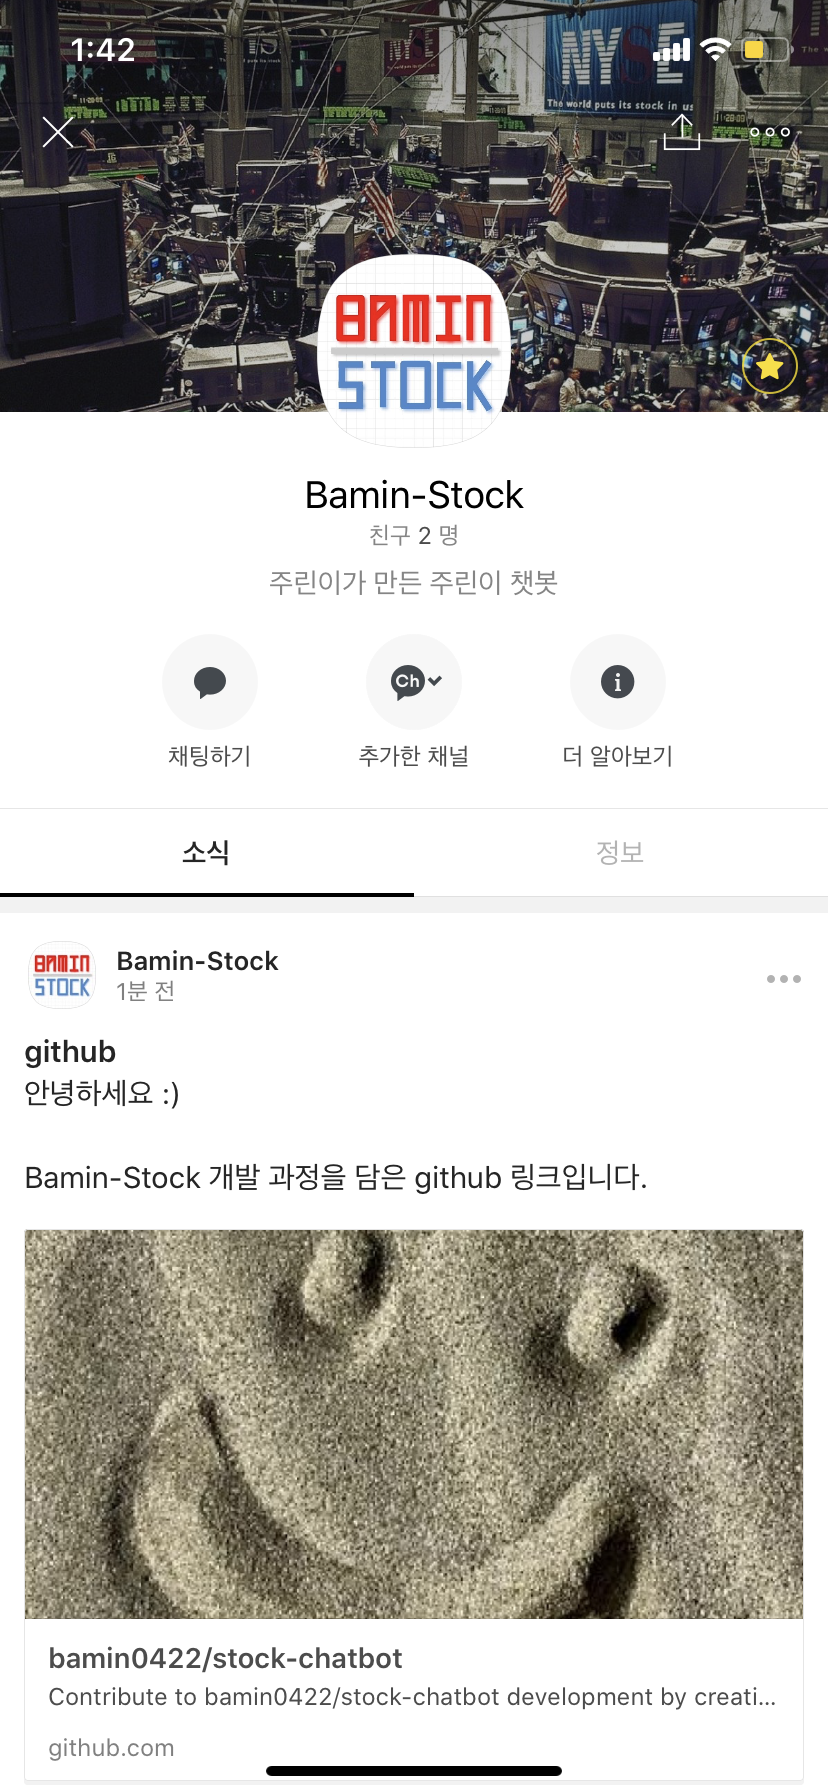 1:42
NYSE
The world puts its stock in us
BAMIN
STOCK
Bamin-Stock
친구 2 명
주린이가 만든 주린이 챗봇
Ch
채팅하기
추가한 채널
더 알아보기
소식
정보
BAMIN
STOCK
Bamin-Stock
1분 전
github
안녕하세요 :)
Bamin-Stock 개발 과정을 담은 github 링크입니다.
bamin0422/stock-chatbot
Contribute to bamin0422/stock-chatbot development by creati...
github.com